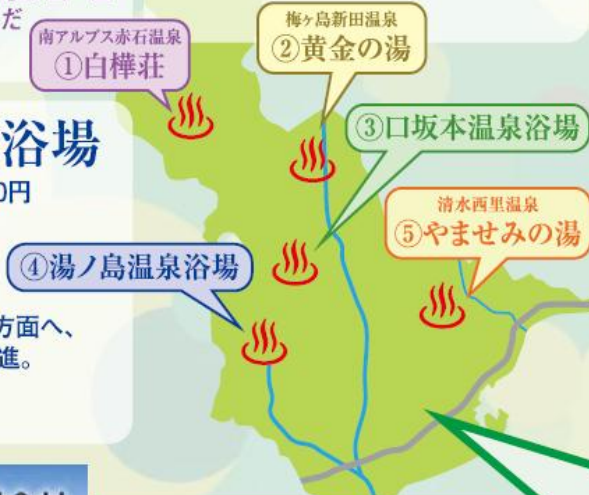 だ
南アルプス赤石温泉
①白樺荘
梅ヶ島新田温泉
②黄金の湯
③口坂本温泉浴場
浴場
0円
清水西里温泉
⑤やませみの湯
④湯ノ島温泉浴場
方面へ、
進。